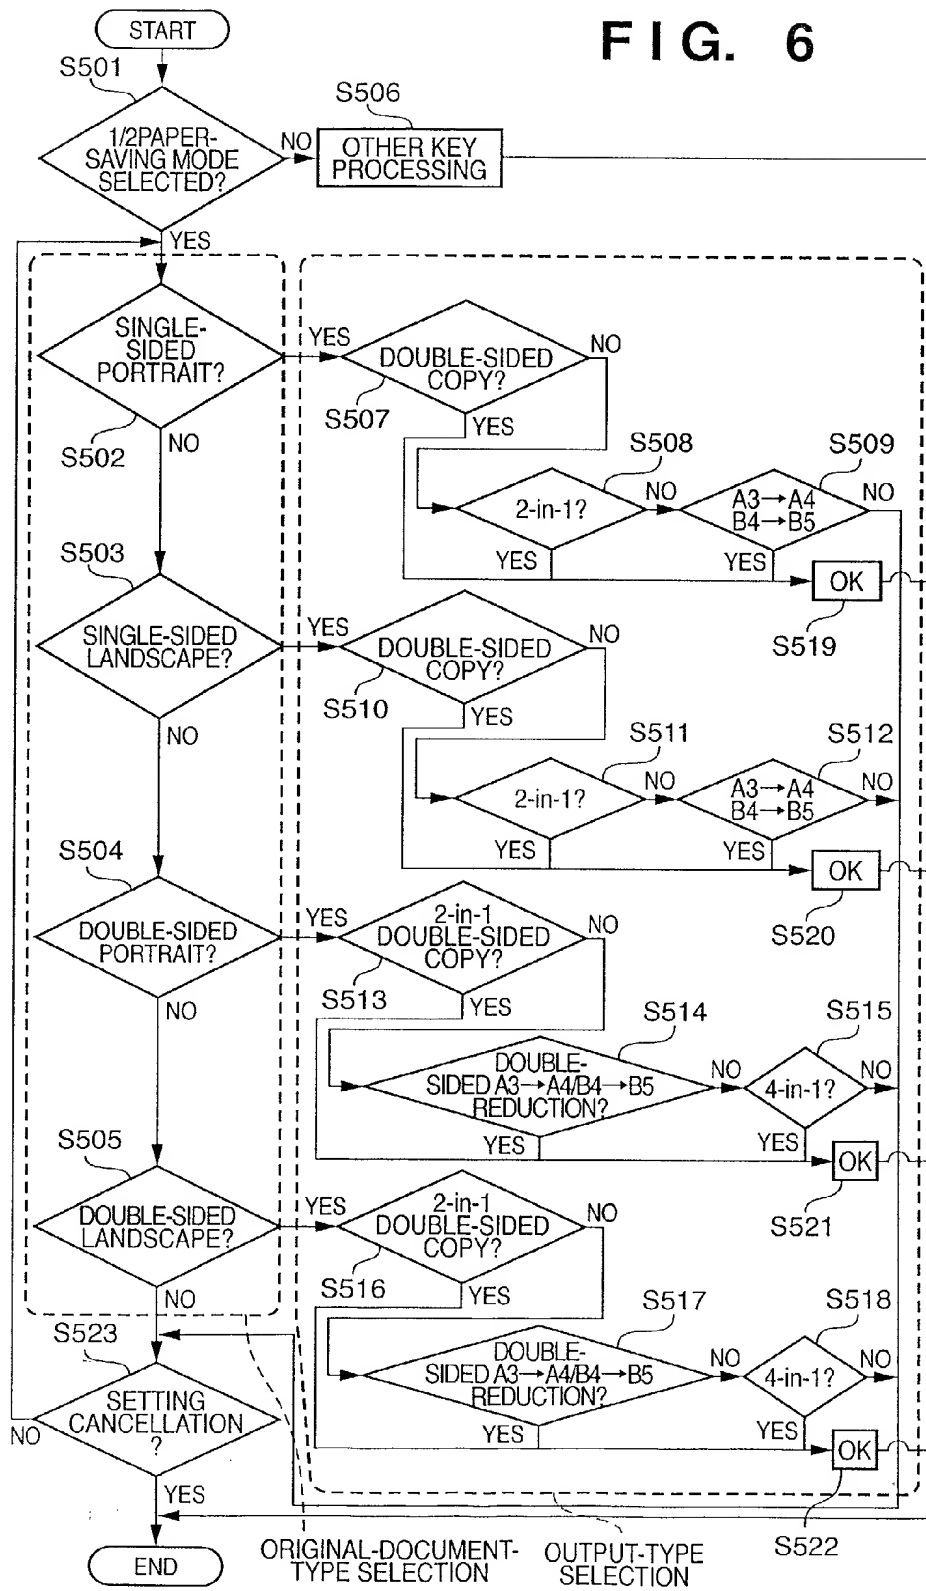 FIG. 6
START
S501
1/2PAPER-
SAVING MODE
SELECTED?
NO
S506
OTHER KEY
PROCESSING
YES
SINGLE-
SIDED
PORTRAIT?
S502
YES
NO
DOUBLE-SIDED
COPY?
S507
NO
YES
S508
2-in-1?
NO
YES
S509
A3→A4
B4→B5
NO
YES
OK
S519
S503
SINGLE-SIDED
LANDSCAPE?
YES
NO
DOUBLE-SIDED
COPY?
S510
NO
YES
S511
2-in-1?
NO
YES
S512
A3→A4
B4→B5
NO
YES
OK
S520
S504
DOUBLE-SIDED
PORTRAIT?
YES
NO
2-in-1
DOUBLE-SIDED
COPY?
S513
NO
YES
S514
DOUBLE-
SIDED A3→A4/B4→B5
REDUCTION?
NO
YES
S515
4-in-1?
NO
YES
OK
S521
S505
DOUBLE-SIDED
LANDSCAPE?
YES
NO
2-in-1
DOUBLE-SIDED
COPY?
S516
NO
YES
S517
DOUBLE-
SIDED A3→A4/B4→B5
REDUCTION?
NO
YES
S518
4-in-1?
NO
YES
OK
S522
S523
SETTING
CANCELLATION
?
NO
YES
END
ORIGINAL-DOCUMENT-
TYPE SELECTION
OUTPUT-TYPE
SELECTION